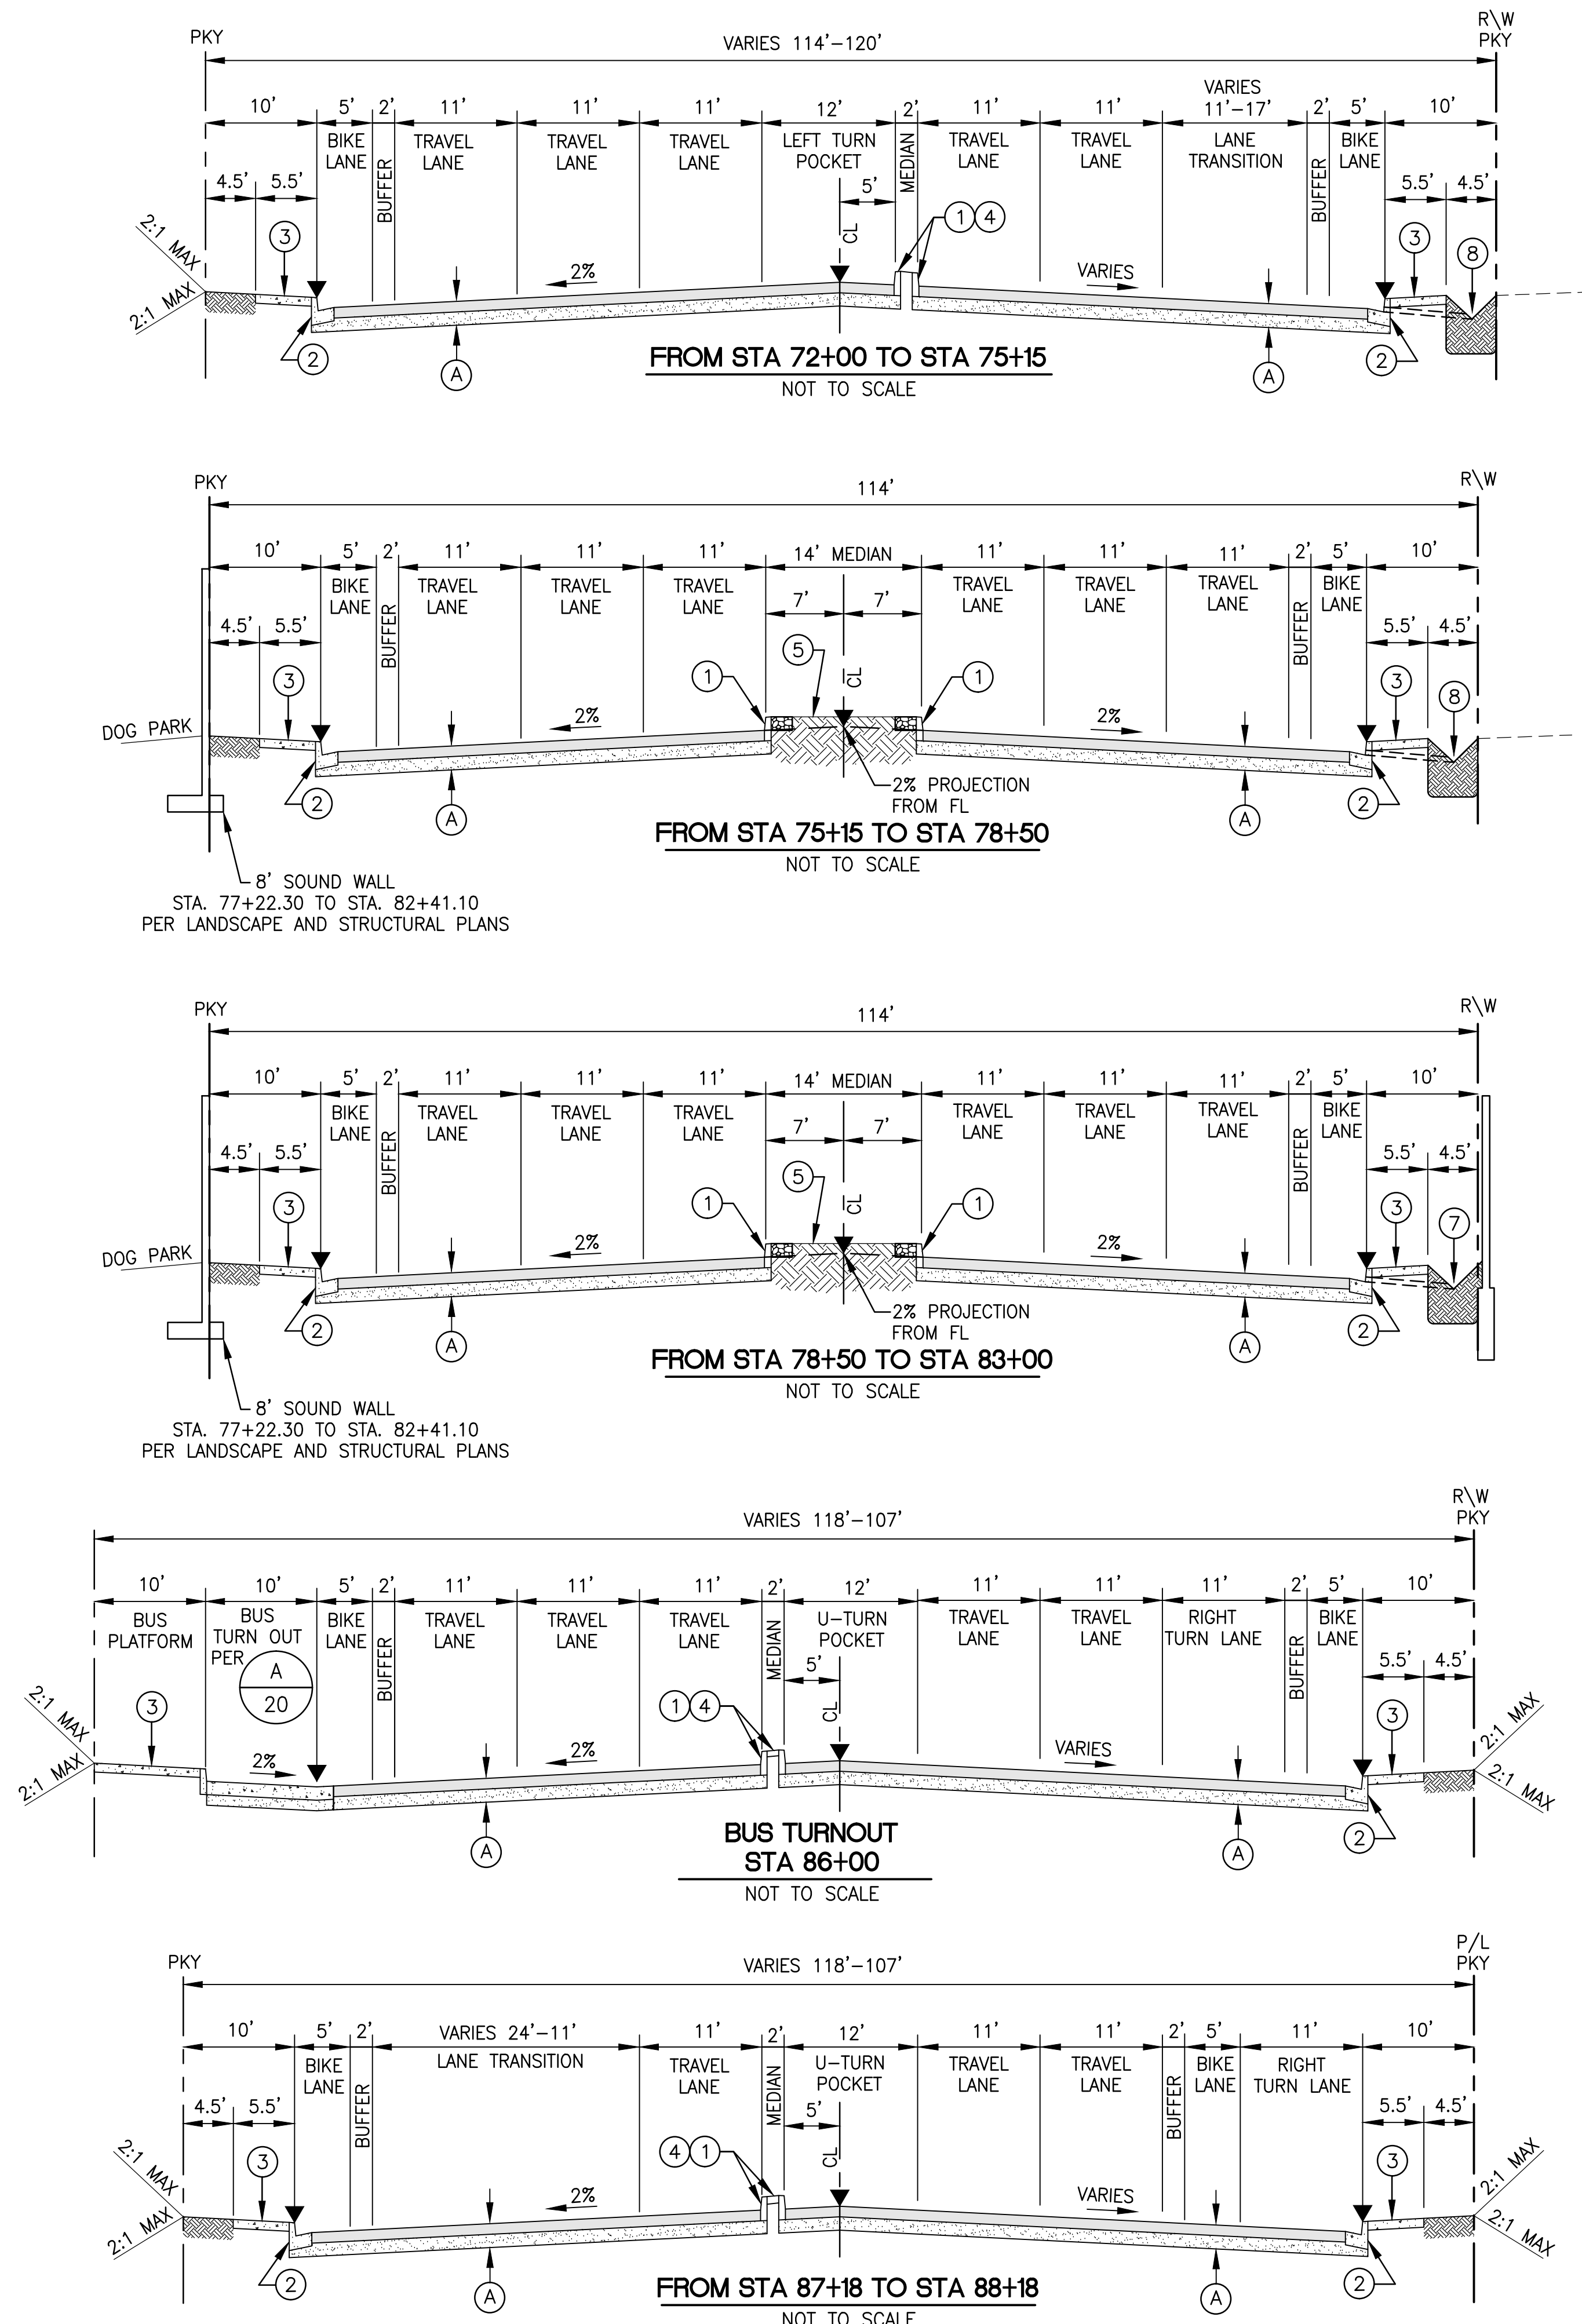 PKY
VARIES 114'-120'
R\W
PKY
10'
5'
2'
11'
11'
11'
12'
2'
11'
11'
VARIES
11'-17'
2'
5'
10'
BIKE
LANE
BUFFER
TRAVEL
LANE
TRAVEL
LANE
TRAVEL
LANE
LEFT TURN
POCKET
MEDIAN
TRAVEL
LANE
TRAVEL
LANE
LANE
TRANSITION
BUFFER
BIKE
LANE
4.5'
5.5'
5'
5.5'
4.5'
2:1 MAX
2:1 MAX
3
2%
CL
1
4
VARIES
3
8
2
A
A
2
FROM STA 72+00 TO STA 75+15
NOT TO SCALE
PKY
114'
R\W
10'
5'
2'
11'
11'
11'
14' MEDIAN
11'
11'
11'
2'
5'
10'
BIKE
LANE
BUFFER
TRAVEL
LANE
TRAVEL
LANE
TRAVEL
LANE
7'
7'
TRAVEL
LANE
TRAVEL
LANE
TRAVEL
LANE
BUFFER
BIKE
LANE
4.5'
5.5'
5.5'
4.5'
DOG PARK
3
2%
1
5
CL
1
2%
3
8
2
A
2% PROJECTION
FROM FL
A
2
FROM STA 75+15 TO STA 78+50
NOT TO SCALE
8' SOUND WALL
STA. 77+22.30 TO STA. 82+41.10
PER LANDSCAPE AND STRUCTURAL PLANS
PKY
114'
R\W
10'
5'
2'
11'
11'
11'
14' MEDIAN
11'
11'
11'
2'
5'
10'
BIKE
LANE
BUFFER
TRAVEL
LANE
TRAVEL
LANE
TRAVEL
LANE
7'
7'
TRAVEL
LANE
TRAVEL
LANE
TRAVEL
LANE
BUFFER
BIKE
LANE
4.5'
5.5'
5.5'
4.5'
DOG PARK
3
2%
1
5
CL
1
2%
3
7
2
A
2% PROJECTION
FROM FL
A
2
FROM STA 78+50 TO STA 83+00
NOT TO SCALE
8' SOUND WALL
STA. 77+22.30 TO STA. 82+41.10
PER LANDSCAPE AND STRUCTURAL PLANS
VARIES 118'-107'
R\W
PKY
10'
10'
5'
2'
11'
11'
11'
2'
12'
11'
11'
11'
2'
5'
10'
BUS
PLATFORM
BUS
TURN OUT
PER
A
20
BIKE
LANE
BUFFER
TRAVEL
LANE
TRAVEL
LANE
TRAVEL
LANE
MEDIAN
U-TURN
POCKET
5'
TRAVEL
LANE
TRAVEL
LANE
RIGHT
TURN LANE
BUFFER
BIKE
LANE
5.5'
4.5'
2:1 MAX
2:1 MAX
3
2%
2%
1
4
CL
VARIES
3
2:1 MAX
2:1 MAX
A
A
2
BUS TURNOUT
STA 86+00
NOT TO SCALE
PKY
VARIES 118'-107'
P/L
PKY
10'
5'
2'
VARIES 24'-11'
11'
2'
12'
11'
11'
2'
5'
11'
10'
BIKE
LANE
BUFFER
LANE TRANSITION
TRAVEL
LANE
MEDIAN
U-TURN
POCKET
TRAVEL
LANE
TRAVEL
LANE
BUFFER
BIKE
LANE
RIGHT
TURN LANE
4.5'
5.5'
5'
5.5'
4.5'
2:1 MAX
2:1 MAX
3
2%
4
1
CL
VARIES
3
2:1 MAX
2:1 MAX
2
A
A
2
FROM STA 87+18 TO STA 88+18
NOT TO SCALE